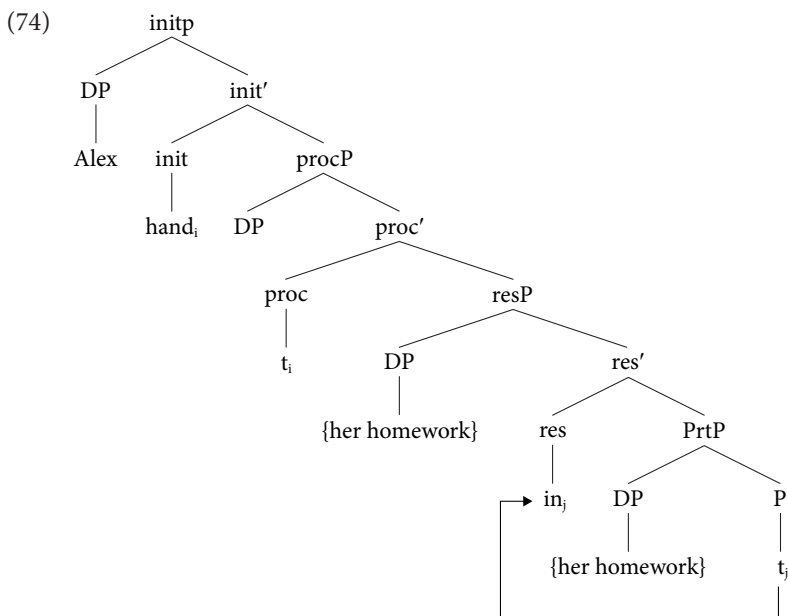 (74) initp
DP init′
Alex init procP
handᵢ DP proc′
proc resP
tᵢ DP res′
{her homework} res PrtP
inⱼ DP P
{her homework} tⱼ